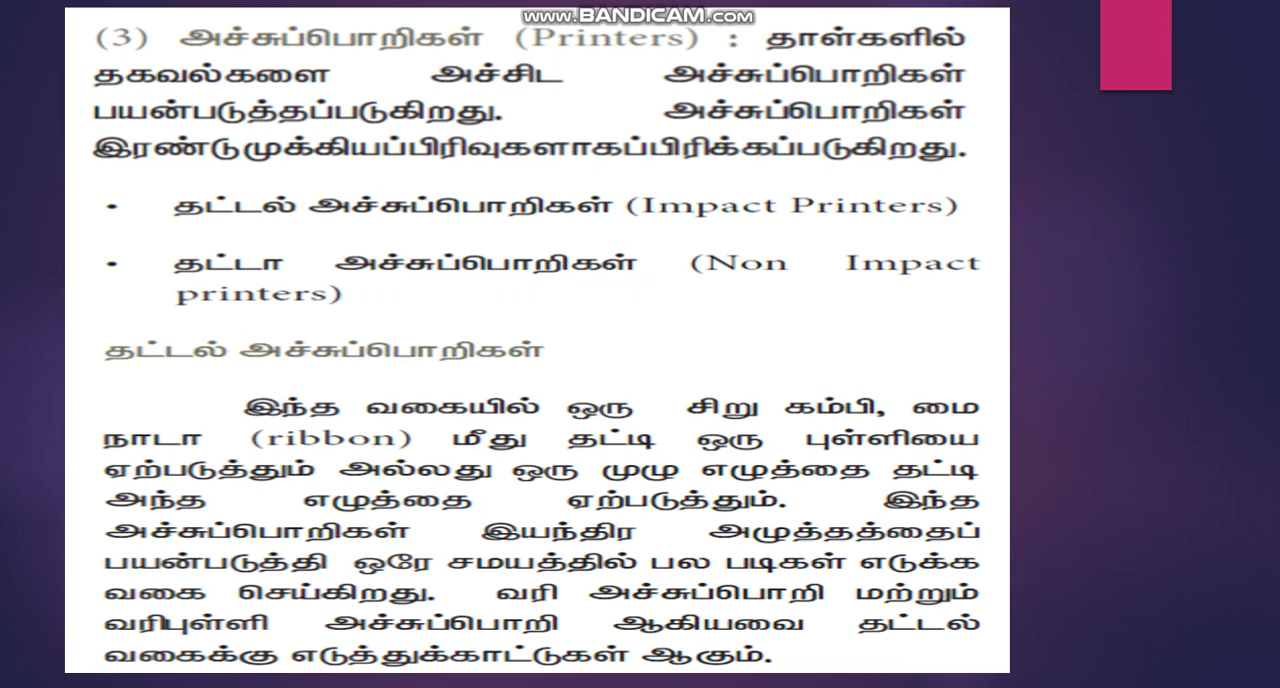 www.BANDICAM.com
(3) அச்சுப்பொறிகள் (Printers) : தாள்களில்
தகவல்களை அச்சிட அச்சுப்பொறிகள்
பயன்படுத்தப்படுகிறது. அச்சுப்பொறிகள்
இரண்டுமுக்கியப்பிரிவுகளாகப்பிரிக்கப்படுகிறது.
• தட்டல் அச்சுப்பொறிகள் (Impact Printers)
• தட்டா அச்சுப்பொறிகள் (Non Impact
printers)
தட்டல் அச்சுப்பொறிகள்
இந்த வகையில் ஒரு சிறு கம்பி, மை
நாடா (ribbon) மீது தட்டி ஒரு புள்ளியை
ஏற்படுத்தும் அல்லது ஒரு முழு எழுத்தை தட்டி
அந்த எழுத்தை ஏற்படுத்தும். இந்த
அச்சுப்பொறிகள் இயந்திர அழுத்தத்தைப்
பயன்படுத்தி ஒரே சமயத்தில் பல படிகள் எடுக்க
வகை செய்கிறது. வரி அச்சுப்பொறி மற்றும்
வரிபுள்ளி அச்சுப்பொறி ஆகியவை தட்டல்
வகைக்கு எடுத்துக்காட்டுகள் ஆகும்.